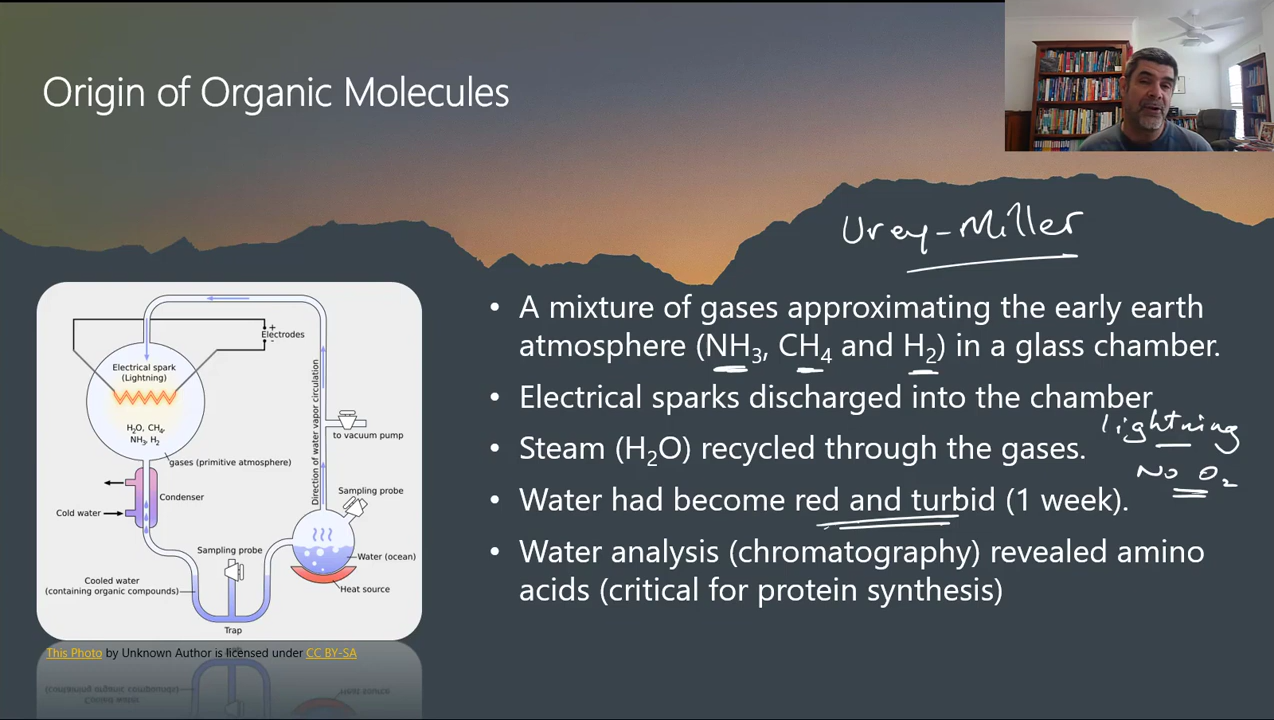 Origin of Organic Molecules
Urey-Miller
• A mixture of gases approximating the early earth
atmosphere (NH₃, CH₄ and H₂) in a glass chamber.
• Electrical sparks discharged into the chamber
lightning
• Steam (H₂O) recycled through the gases.
No O₂
• Water had become red and turbid (1 week).
• Water analysis (chromatography) revealed amino
acids (critical for protein synthesis)
+
Electrodes
-
Electrical spark
(Lightning)
H₂O, CH₄,
NH₃, H₂
gases (primitive atmosphere)
Direction of water vapor circulation
to vacuum pump
Condenser
Cold water
Sampling probe
Sampling probe
Water (ocean)
Heat source
Cooled water
(containing organic compounds)
Trap
This Photo by Unknown Author is licensed under CC BY-SA